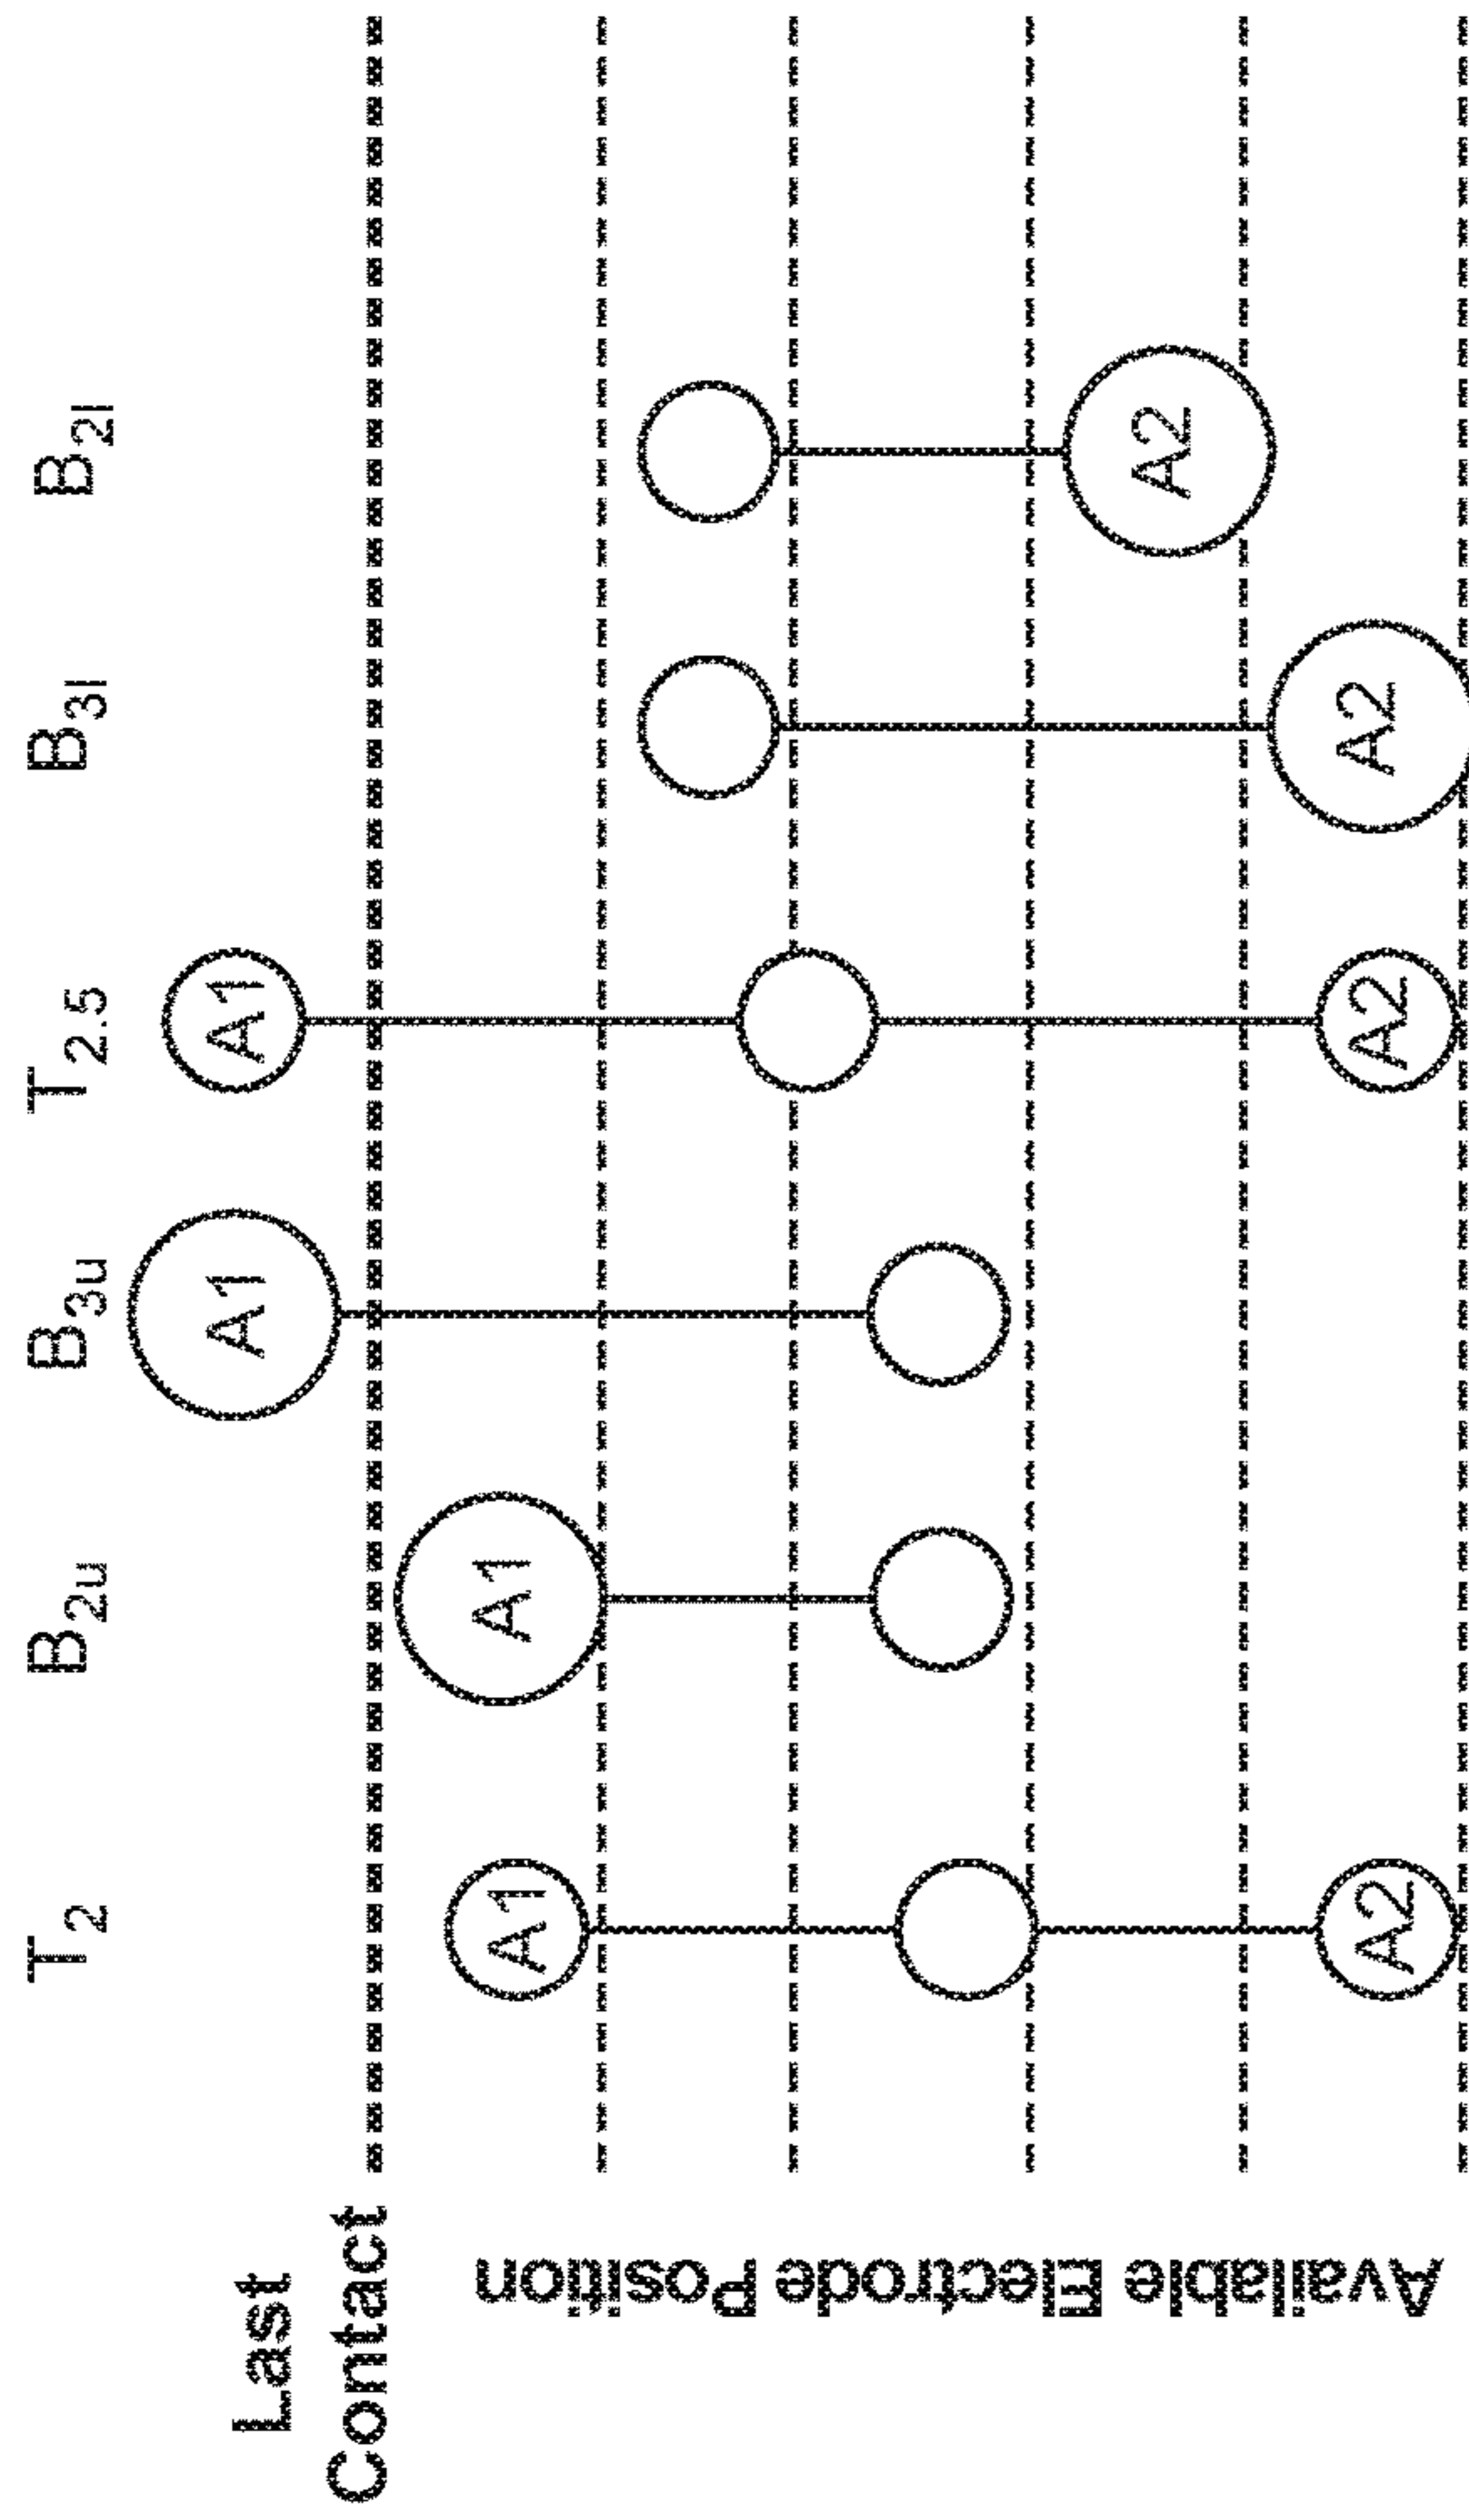 T₂ B₂ᵤ B₃ᵤ T₂.₅ B₃ₗ B₂ₗ
Last
Contact
Available Electrode Position
A1
A2
A1
A1
A1
A2
A2
A2